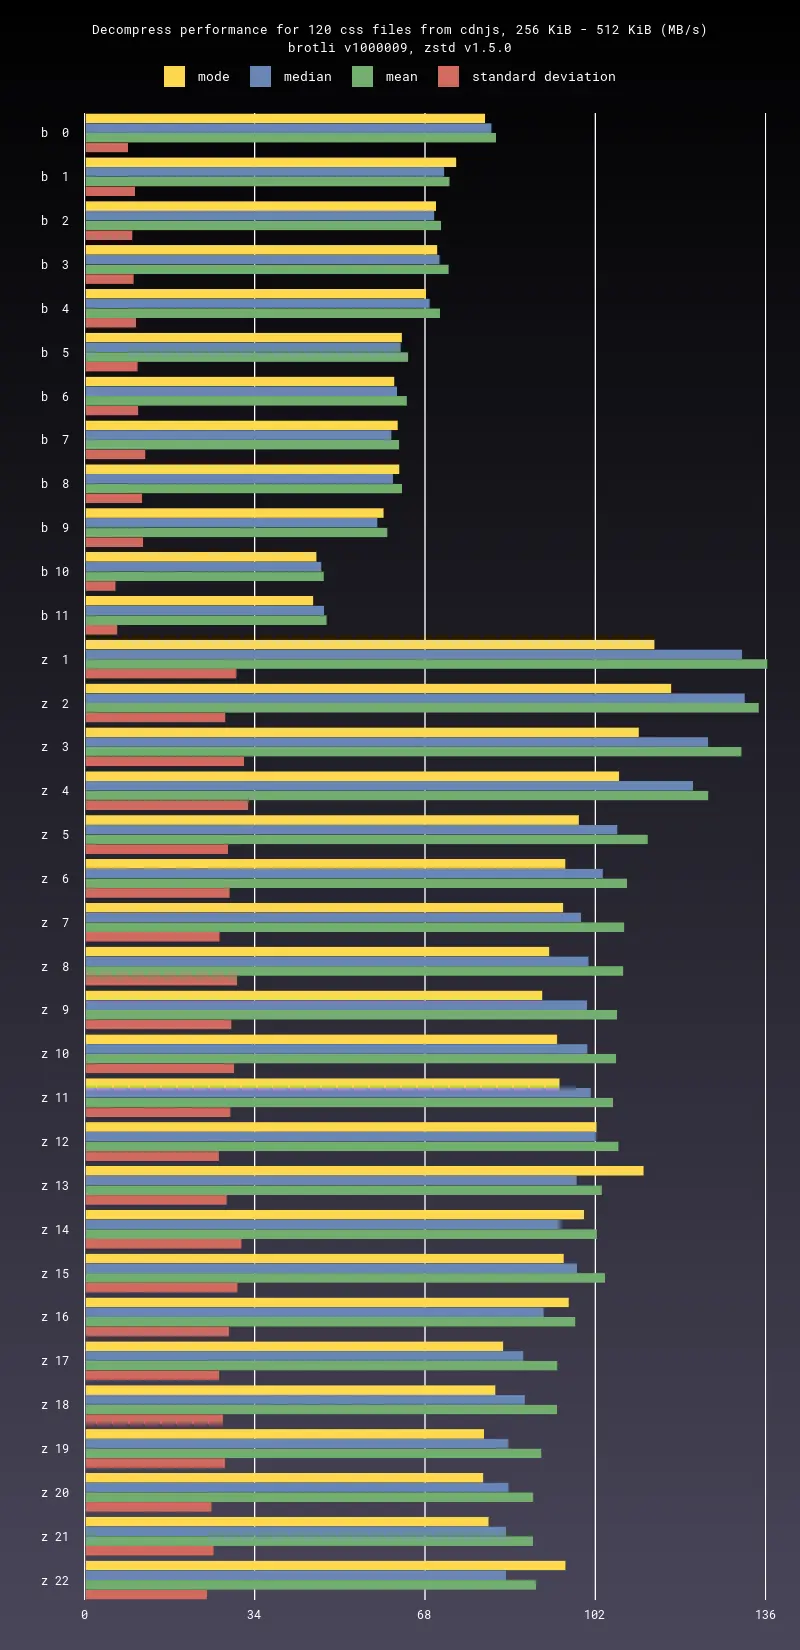 Decompress performance for 120 css files from cdnjs, 256 KiB - 512 KiB (MB/s)
brotli v1000009, zstd v1.5.0
mode median mean standard deviation
b 0
b 1
b 2
b 3
b 4
b 5
b 6
b 7
b 8
b 9
b 10
b 11
z 1
z 2
z 3
z 4
z 5
z 6
z 7
z 8
z 9
z 10
z 11
z 12
z 13
z 14
z 15
z 16
z 17
z 18
z 19
z 20
z 21
z 22
0 34 68 102 136